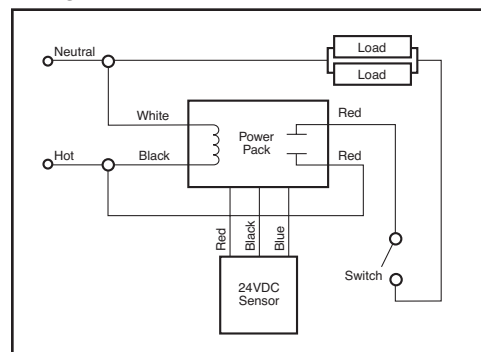 Neutral
Load
Load
White
Red
Power
Pack
Hot
Black
Red
Red
Black
Blue
Switch
24VDC
Sensor